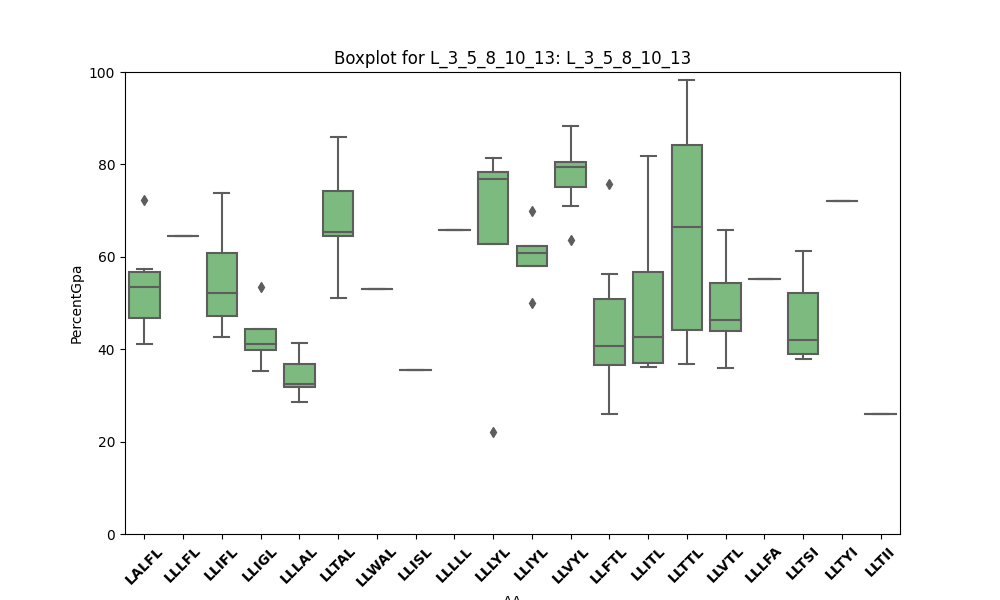 Boxplot for L_3_5_8_10_13: L_3_5_8_10_13
100
80
60
40
20
0
PercentGpa
LALFL LLLFL LLIFL LLIGL LLLAL LLTAL LLWAL LLISL LLLLL LLLYL LLIYL LLVYL LLFTL LLITL LLTTL LLVTL LLLFA LLTSI LLTYI LLTII
AA